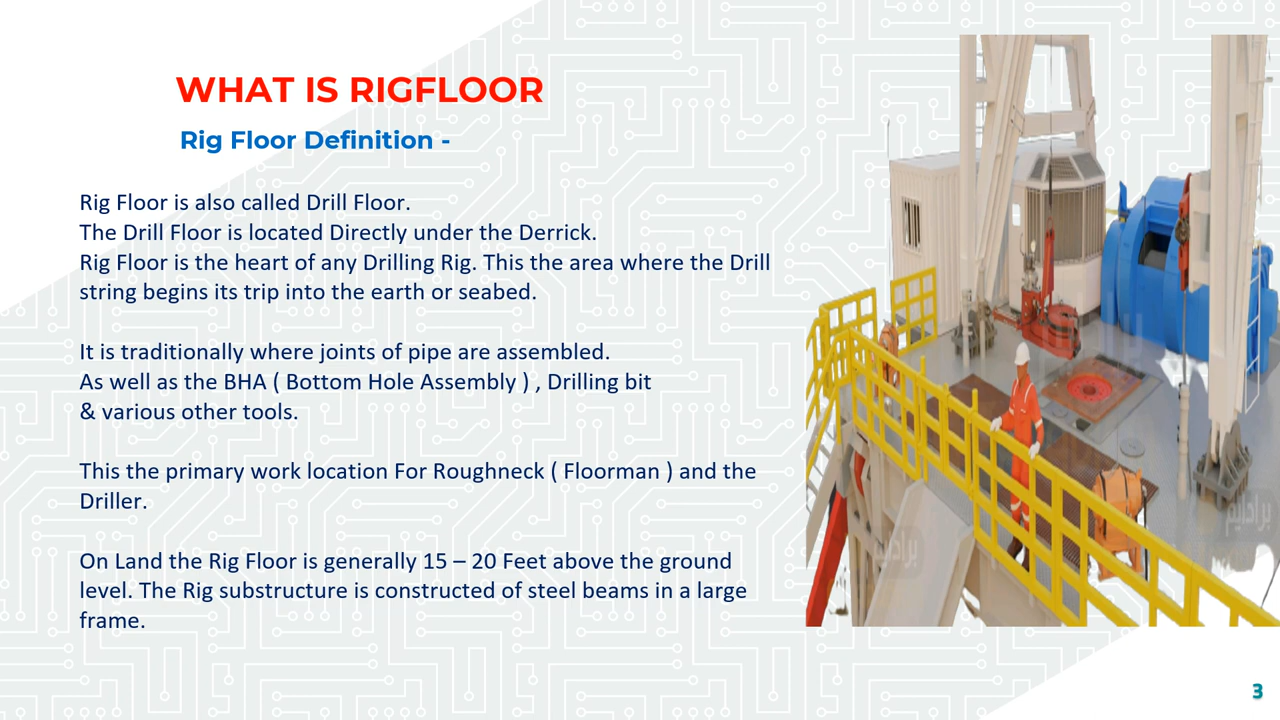 WHAT IS RIGFLOOR
Rig Floor Definition -
Rig Floor is also called Drill Floor.
The Drill Floor is located Directly under the Derrick.
Rig Floor is the heart of any Drilling Rig. This the area where the Drill
string begins its trip into the earth or seabed.
It is traditionally where joints of pipe are assembled.
As well as the BHA ( Bottom Hole Assembly ) , Drilling bit
& various other tools.
This the primary work location For Roughneck ( Floorman ) and the
Driller.
On Land the Rig Floor is generally 15 – 20 Feet above the ground
level. The Rig substructure is constructed of steel beams in a large
frame.
3